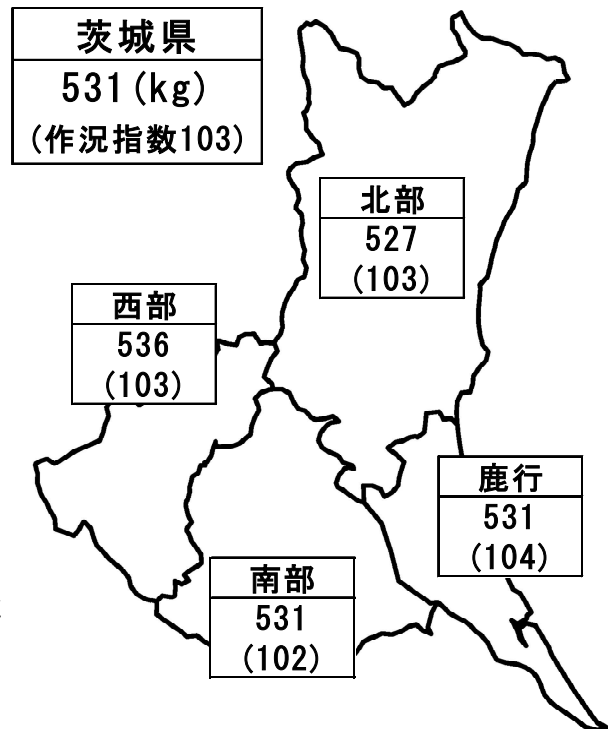 茨城県
531(kg)
(作況指数103)
北部
527
(103)
西部
536
(103)
鹿行
531
(104)
南部
531
(102)